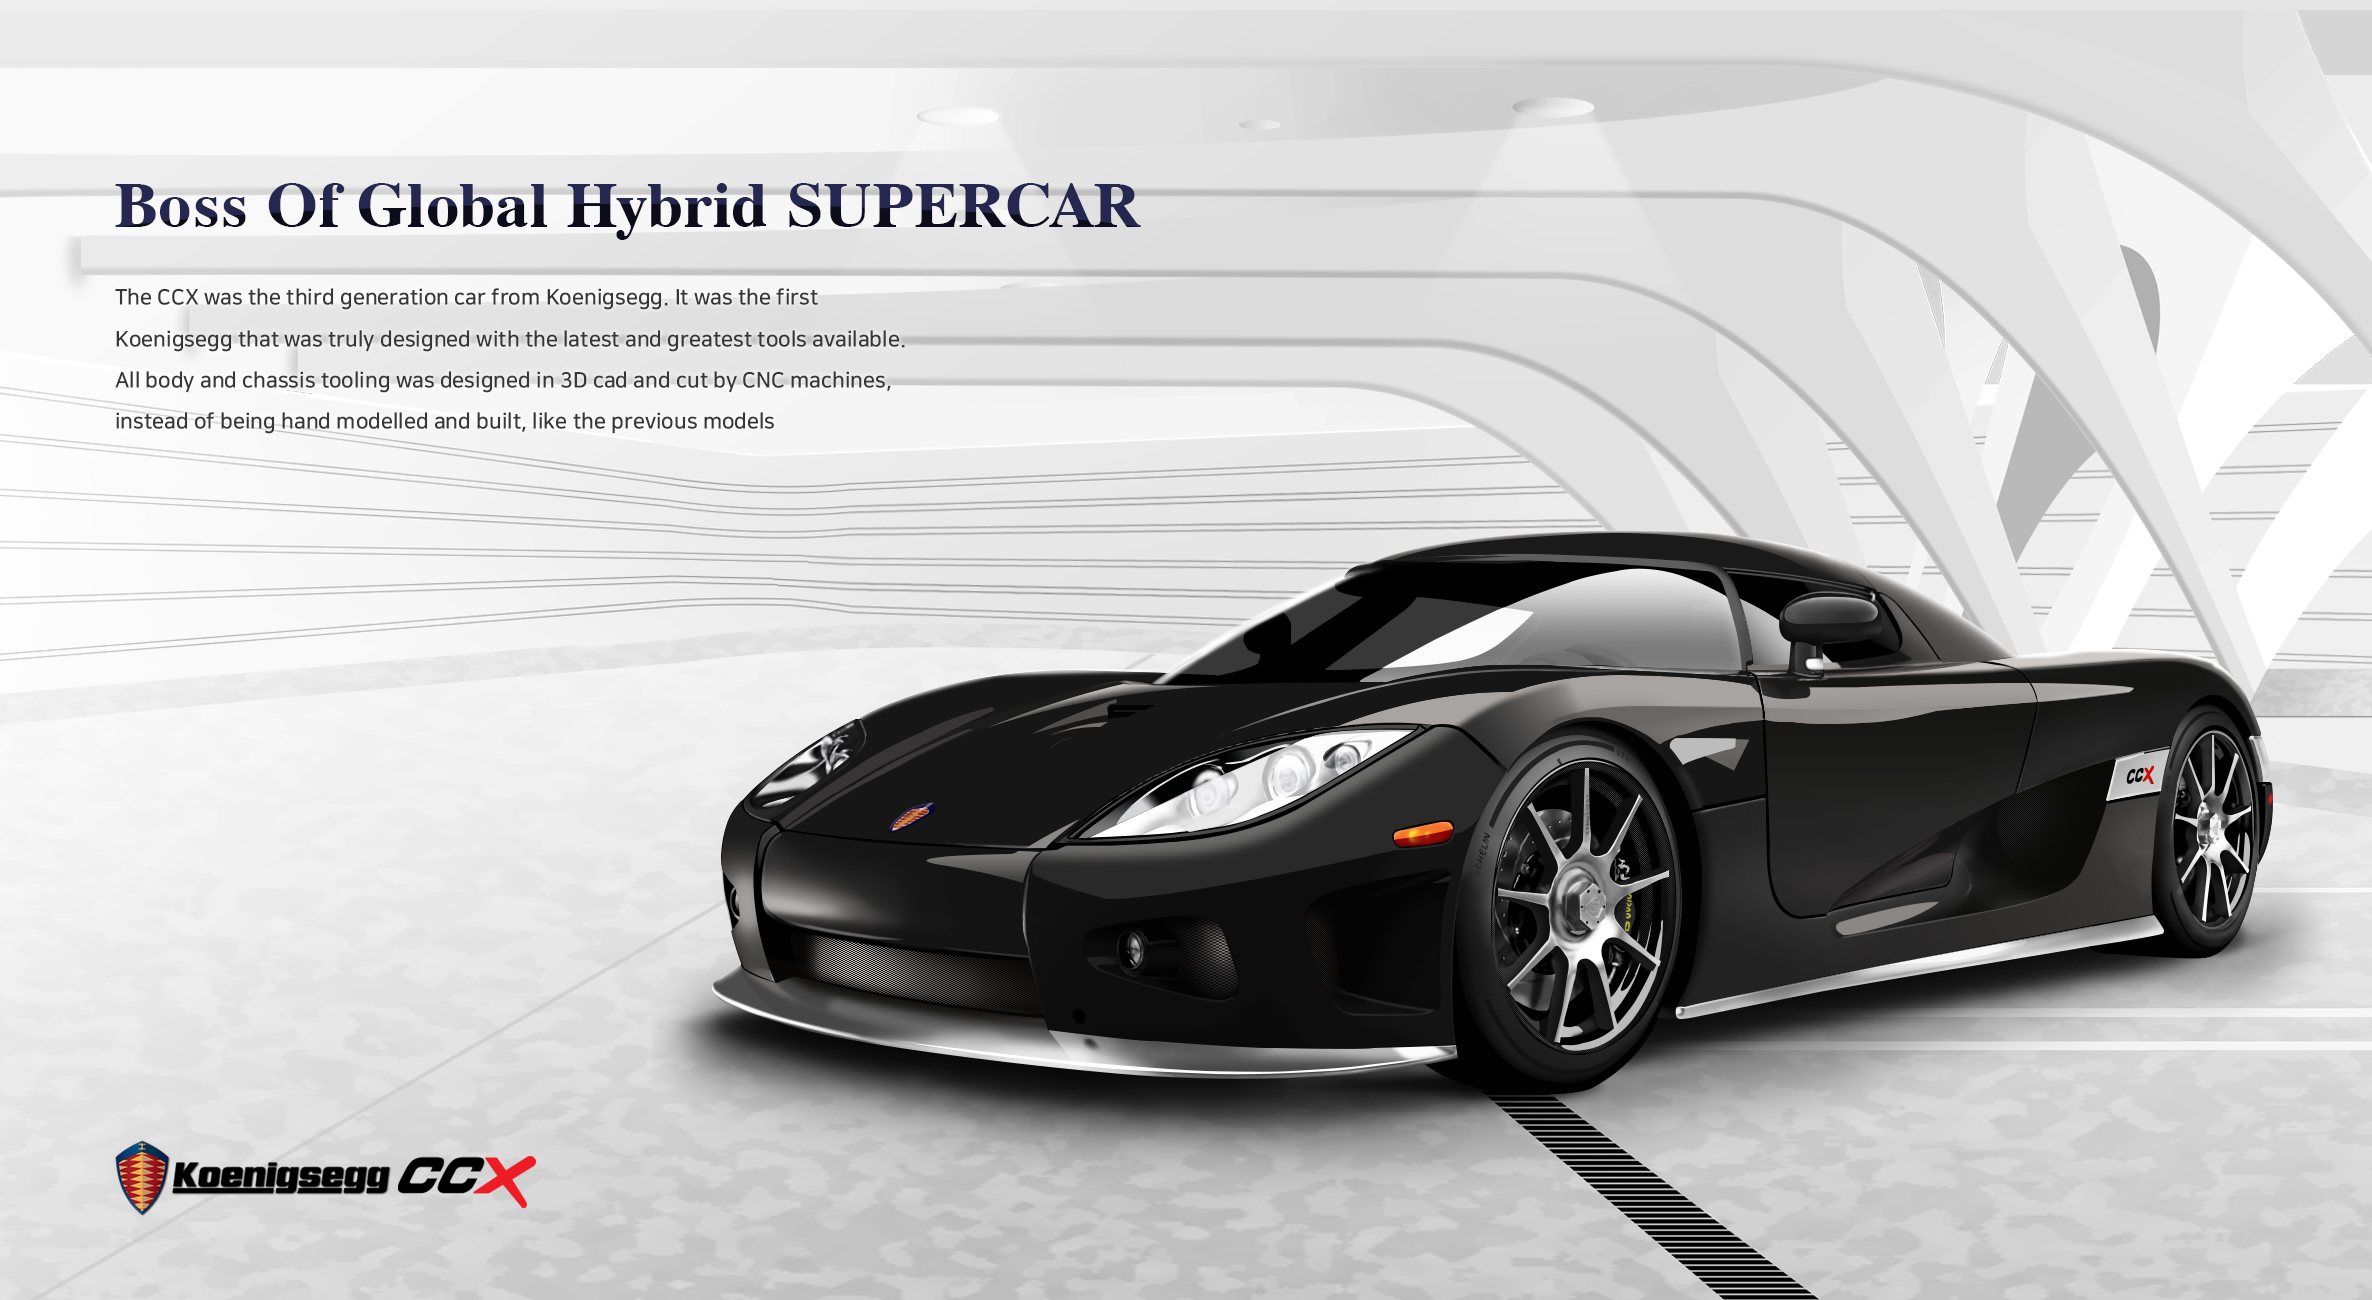 Boss Of Global Hybrid SUPERCAR
The CCX was the third generation car from Koenigsegg. It was the first
Koenigsegg that was truly designed with the latest and greatest tools available.
All body and chassis tooling was designed in 3D cad and cut by CNC machines,
instead of being hand modelled and built, like the previous models
CCX
Koenigsegg CCX